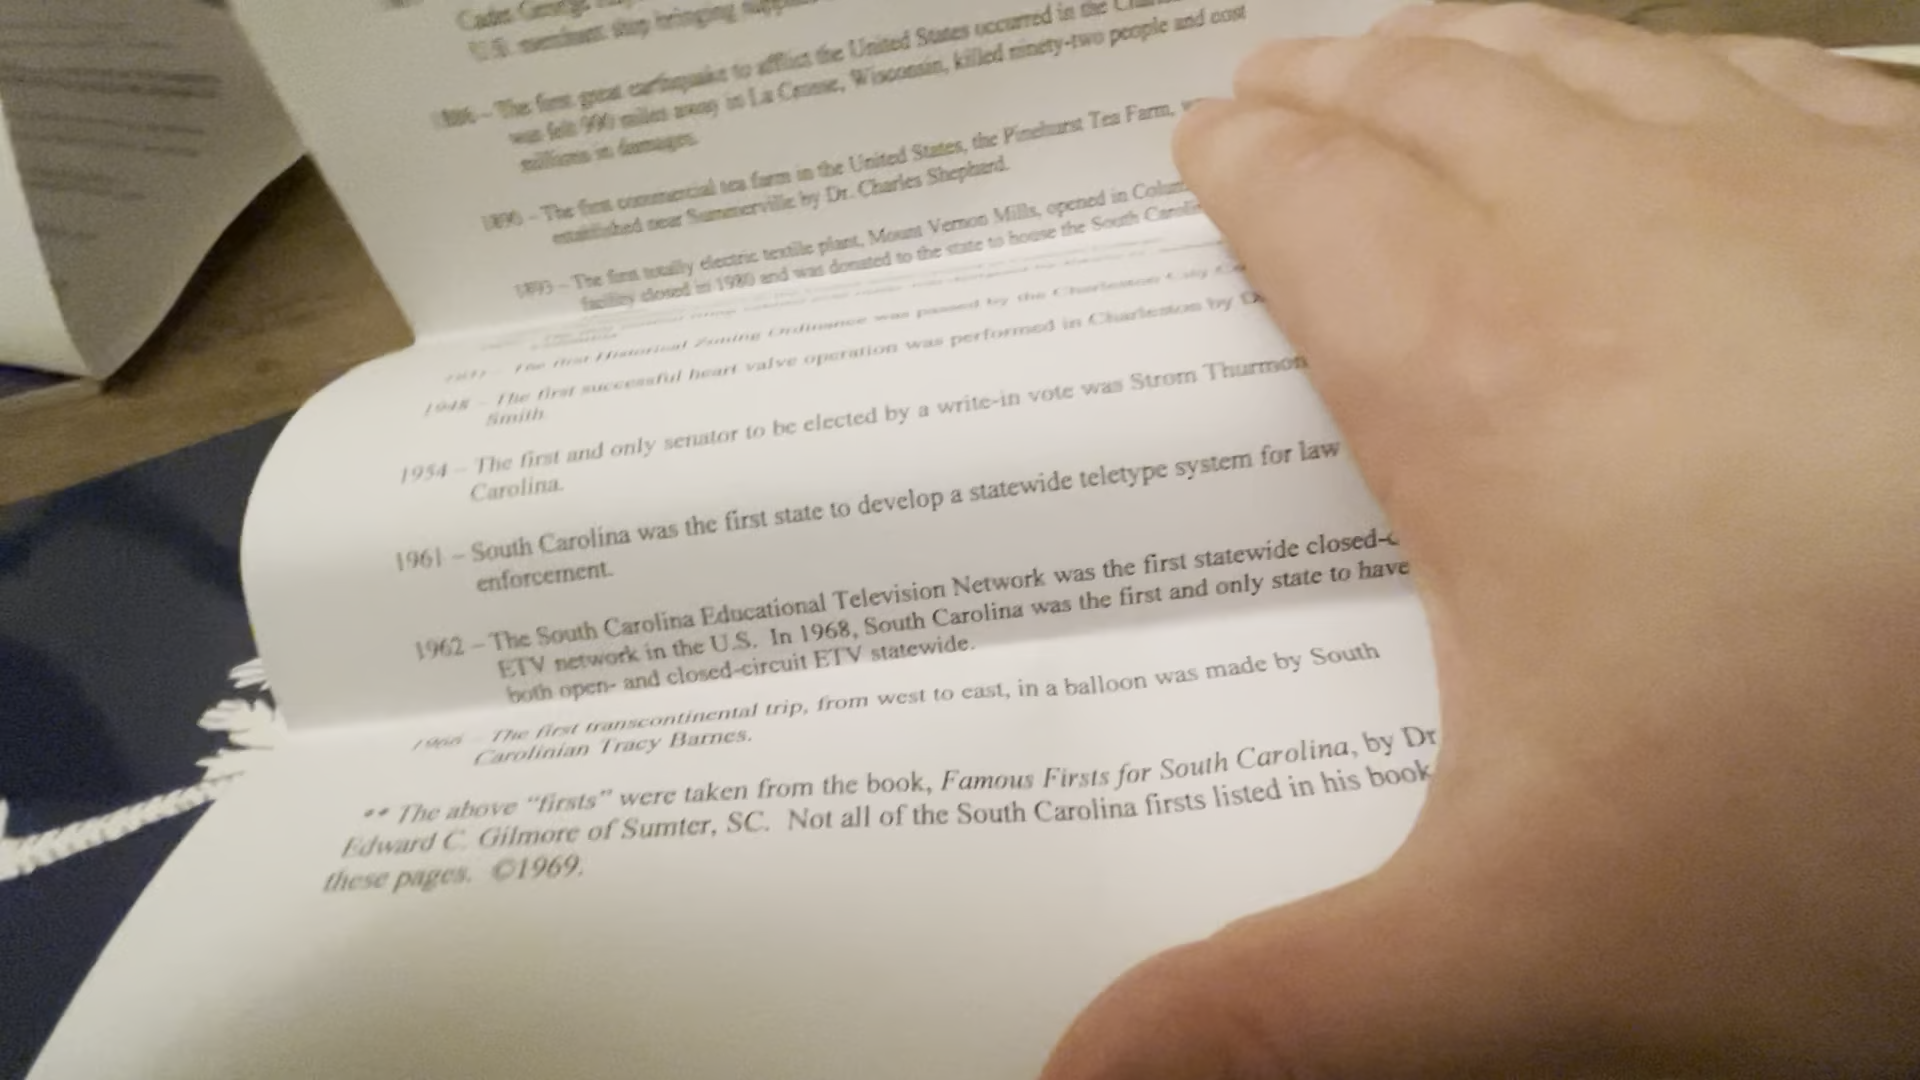 U.S. merchant ship bringing
1886 – The first great earthquake to afflict the United States occurred in the
was felt 990 miles away in La Crosse, Wisconsin, killed ninety-two people and cost
millions in damages.
1890 – The first commercial tea farm in the United States, the Pinehurst Tea Farm,
established near Summerville by Dr. Charles Shephard.
1893 – The first totally electric textile plant, Mount Vernon Mills, opened in
facility closed in 1980 and was donated to the state to house the South
The first Historical Zoning Ordinance was passed by the Charleston City
1948 – The first successful heart valve operation was performed in Charleston by
Smith.
1954 – The first and only senator to be elected by a write-in vote was Strom Thurmon
Carolina.
1961 – South Carolina was the first state to develop a statewide teletype system for law
enforcement.
1962 – The South Carolina Educational Television Network was the first statewide closed-c
ETV network in the U.S. In 1968, South Carolina was the first and only state to have
both open- and closed-circuit ETV statewide.
1966 – The first transcontinental trip, from west to east, in a balloon was made by South
Carolinian Tracy Barnes.
** The above “firsts” were taken from the book, Famous Firsts for South Carolina, by Dr
Edward C. Gilmore of Sumter, SC. Not all of the South Carolina firsts listed in his book
these pages. ©1969.